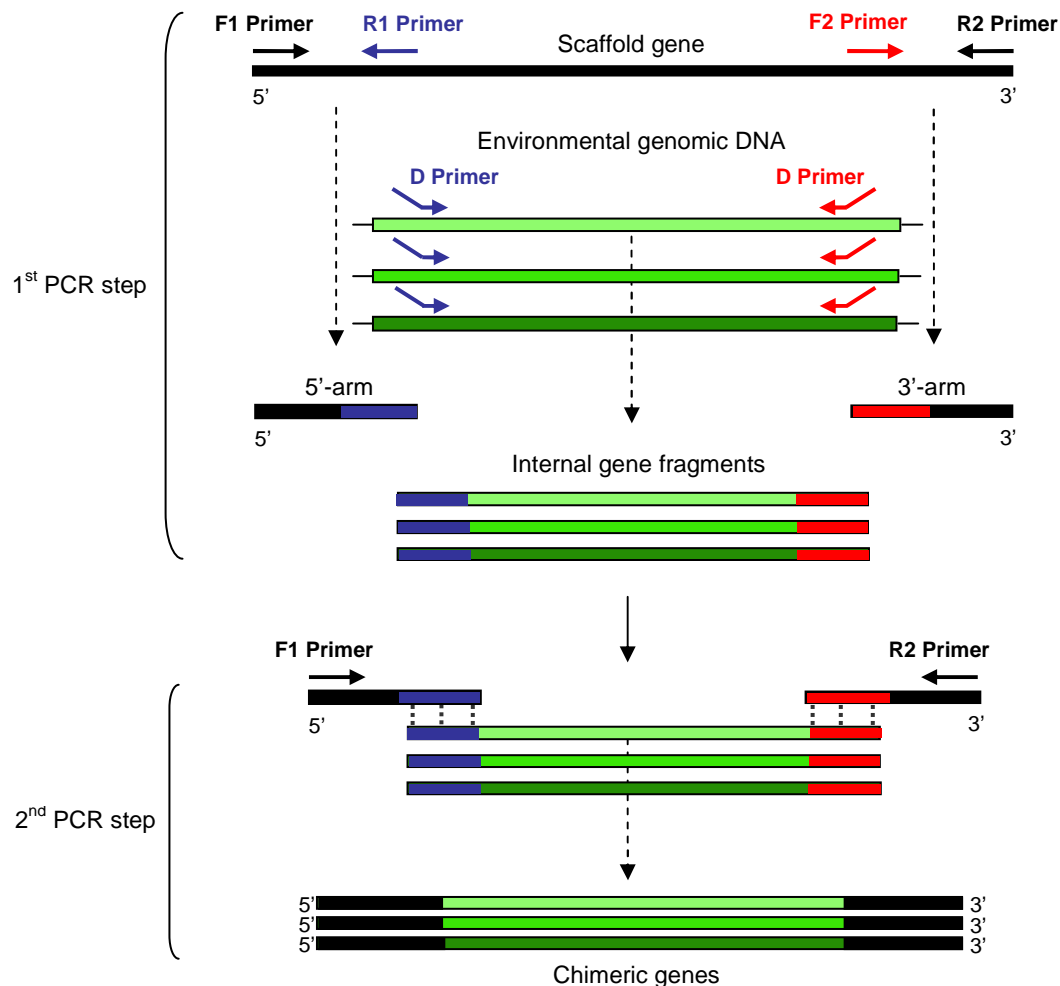 F1 Primer
R1 Primer
Scaffold gene
F2 Primer
R2 Primer
5’
3’
Environmental genomic DNA
D Primer
D Primer
1st PCR step
5’-arm
3’-arm
5’
3’
Internal gene fragments
F1 Primer
R2 Primer
5’
3’
2nd PCR step
5’
3’
5’
3’
5’
3’
Chimeric genes